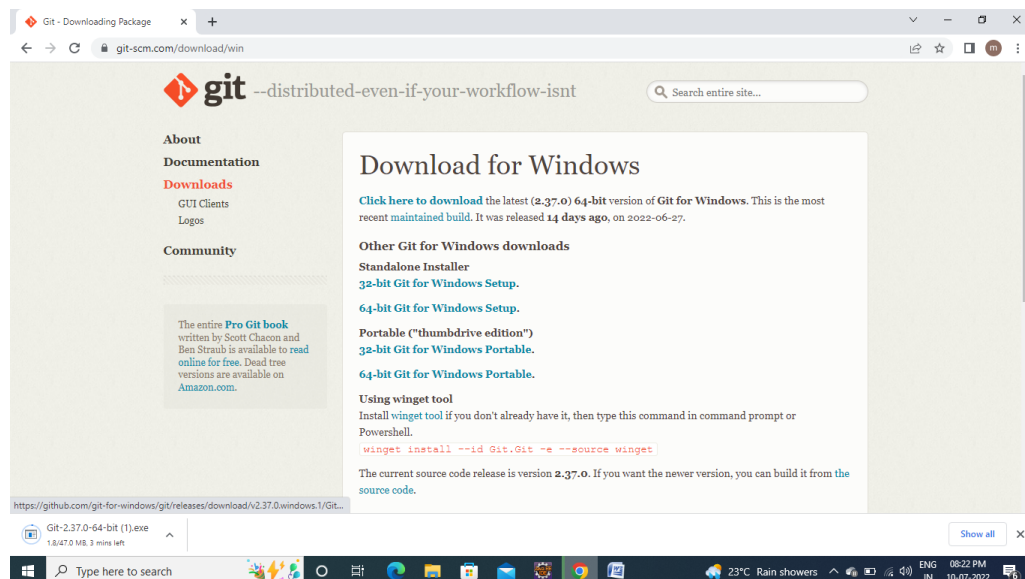 Git - Downloading Package
git-scm.com/download/win
m
git --distributed-even-if-your-workflow-isnt
Search entire site...
About
Documentation
Downloads
GUI Clients
Logos
Community
The entire Pro Git book
written by Scott Chacon and
Ben Straub is available to read
online for free. Dead tree
versions are available on
Amazon.com.
Download for Windows
Click here to download the latest (2.37.0) 64-bit version of Git for Windows. This is the most
recent maintained build. It was released 14 days ago, on 2022-06-27.
Other Git for Windows downloads
Standalone Installer
32-bit Git for Windows Setup.
64-bit Git for Windows Setup.
Portable ("thumbdrive edition")
32-bit Git for Windows Portable.
64-bit Git for Windows Portable.
Using winget tool
Install winget tool if you don't already have it, then type this command in command prompt or
Powershell.
winget install --id Git.Git -e --source winget
The current source code release is version 2.37.0. If you want the newer version, you can build it from the
source code.
https://github.com/git-for-windows/git/releases/download/v2.37.0.windows.1/Git...
Git-2.37.0-64-bit (1).exe
1.8/47.0 MB, 3 mins left
Show all
Type here to search
23°C Rain showers
ENG
IN
08:22 PM
10-07-2022